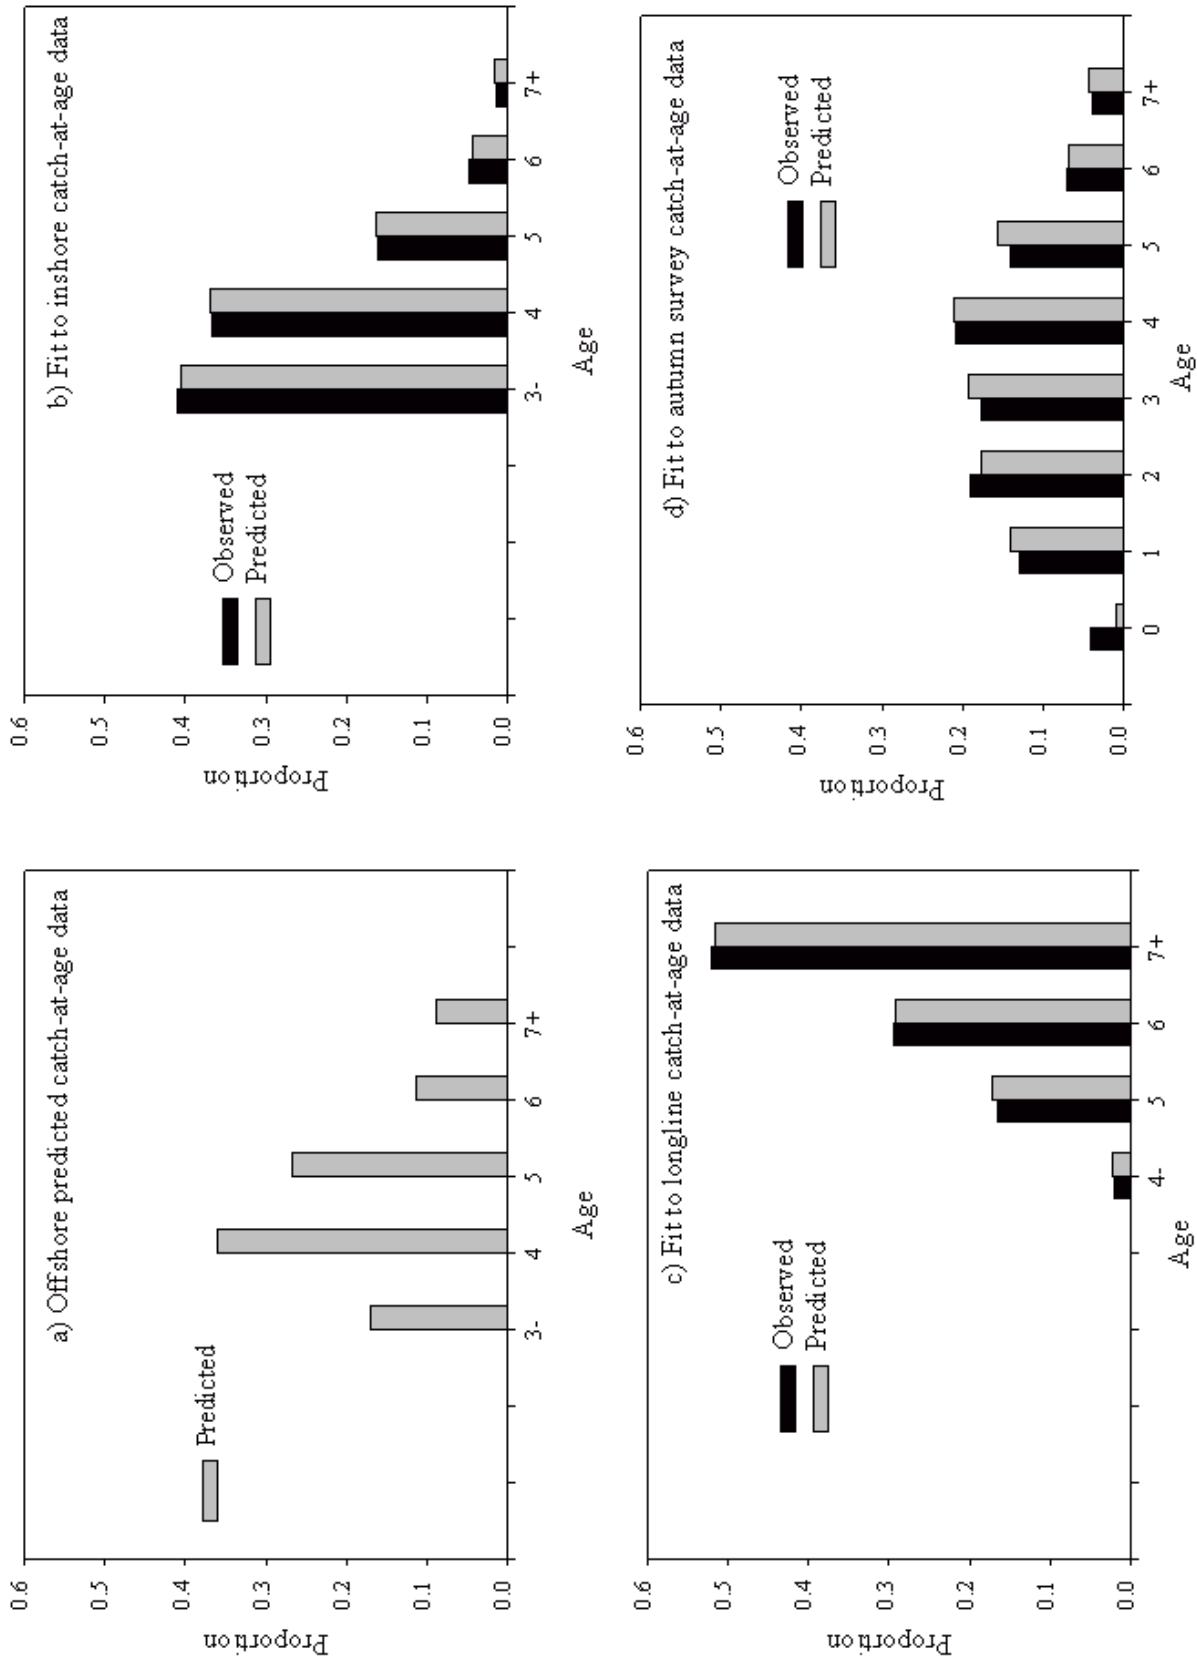 a) Offshore predicted catch-at-age data
Predicted
Proportion
0.6
0.5
0.4
0.3
0.2
0.1
0.0
3-
4
5
6
7+
Age
b) Fit to inshore catch-at-age data
Observed
Predicted
Proportion
0.6
0.5
0.4
0.3
0.2
0.1
0.0
3-
4
5
6
7+
Age
c) Fit to longline catch-at-age data
Observed
Predicted
Proportion
0.6
0.5
0.4
0.3
0.2
0.1
0.0
4-
5
6
7+
Age
d) Fit to autumn survey catch-at-age data
Observed
Predicted
Proportion
0.6
0.5
0.4
0.3
0.2
0.1
0.0
0
1
2
3
4
5
6
7+
Age